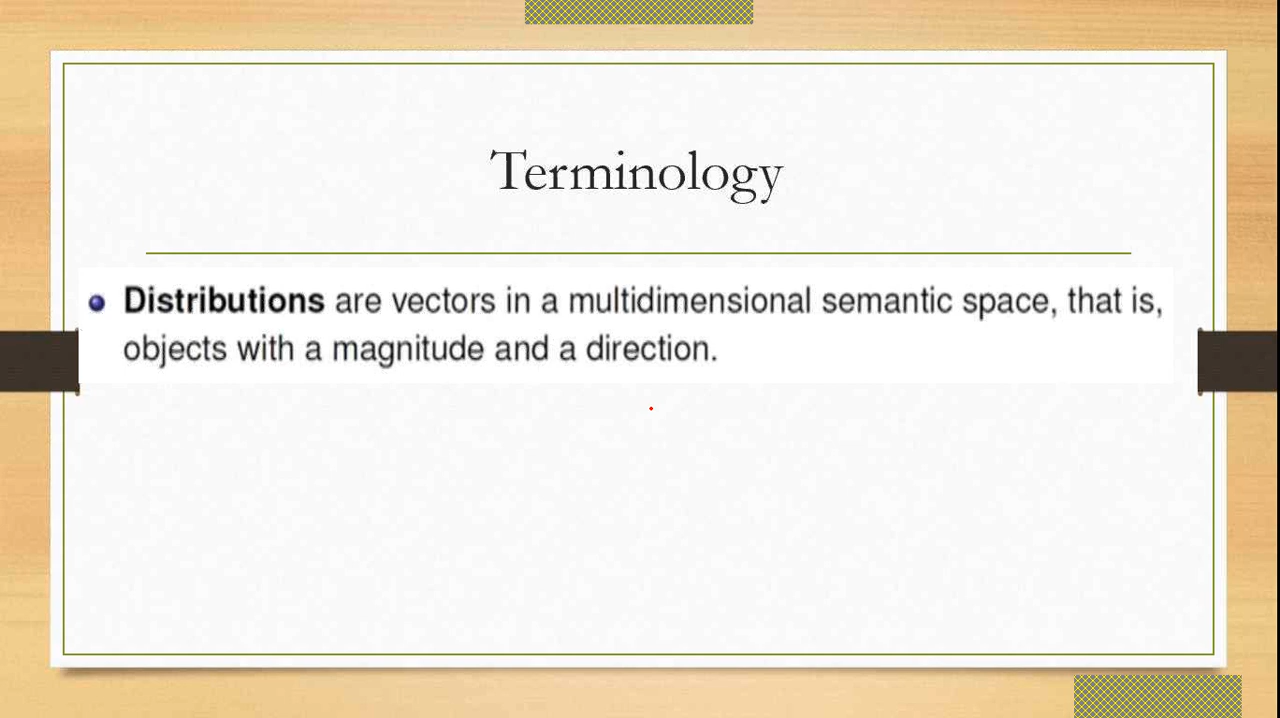 Terminology
Distributions are vectors in a multidimensional semantic space, that is,
objects with a magnitude and a direction.